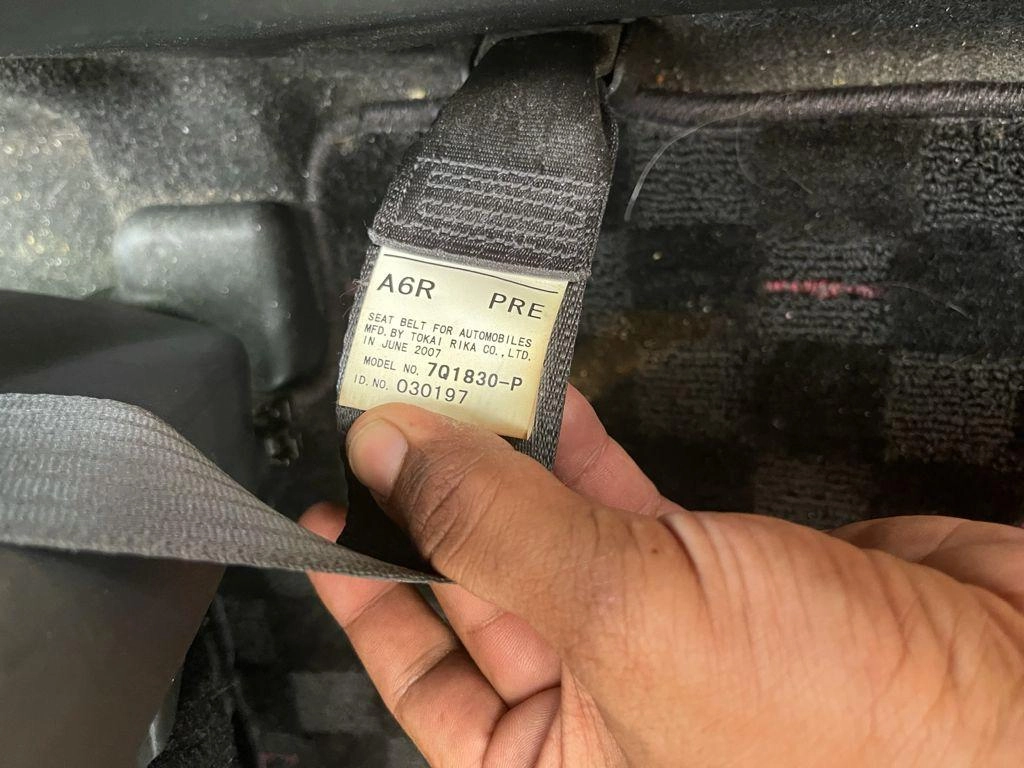 A6R PRE
SEAT BELT FOR AUTOMOBILES
MFD. BY TOKAI RIKA CO., LTD.
IN JUNE 2007
MODEL NO. 7Q1830-P
ID. NO. 030197